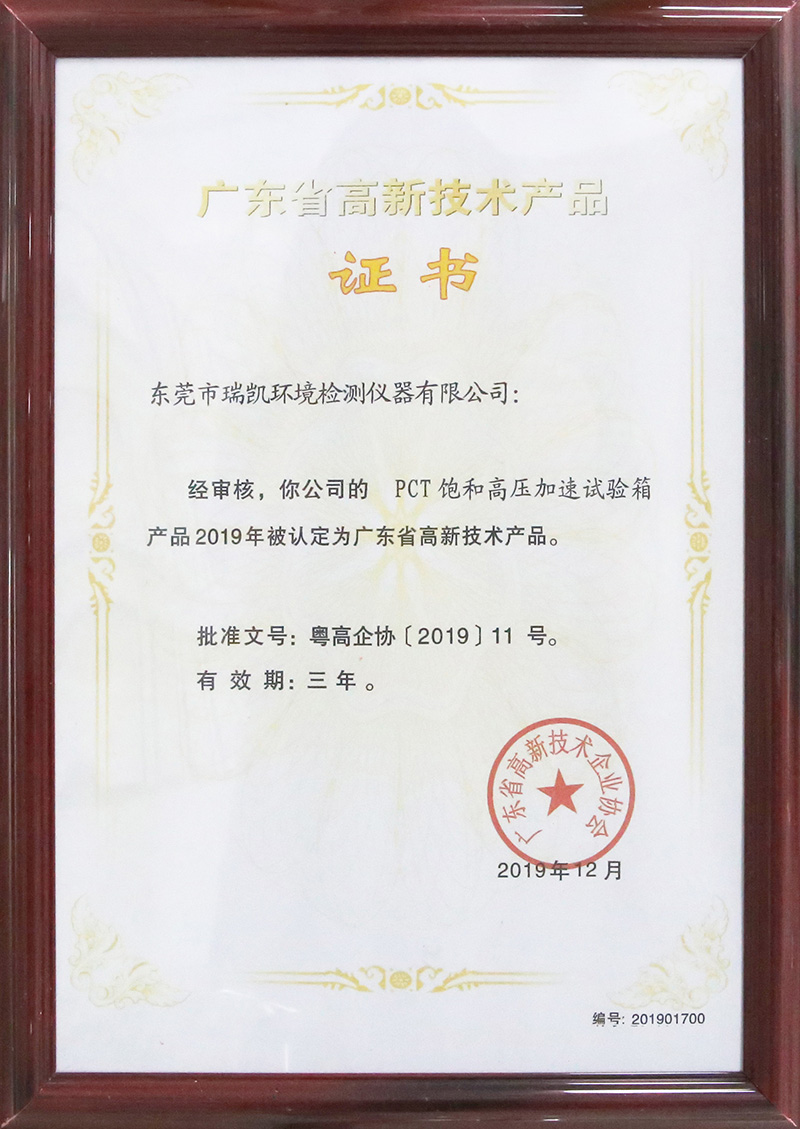 广东省高新技术产品
证书
东莞市瑞凯环境检测仪器有限公司：
经审核，你公司的 PCT 饱和高压加速试验箱
产品2019年被认定为广东省高新技术产品。
批准文号：粤高企协〔2019〕11 号。
有 效 期：三 年 。
广东省高新技术企业协会
2019年12月
编号: 201901700